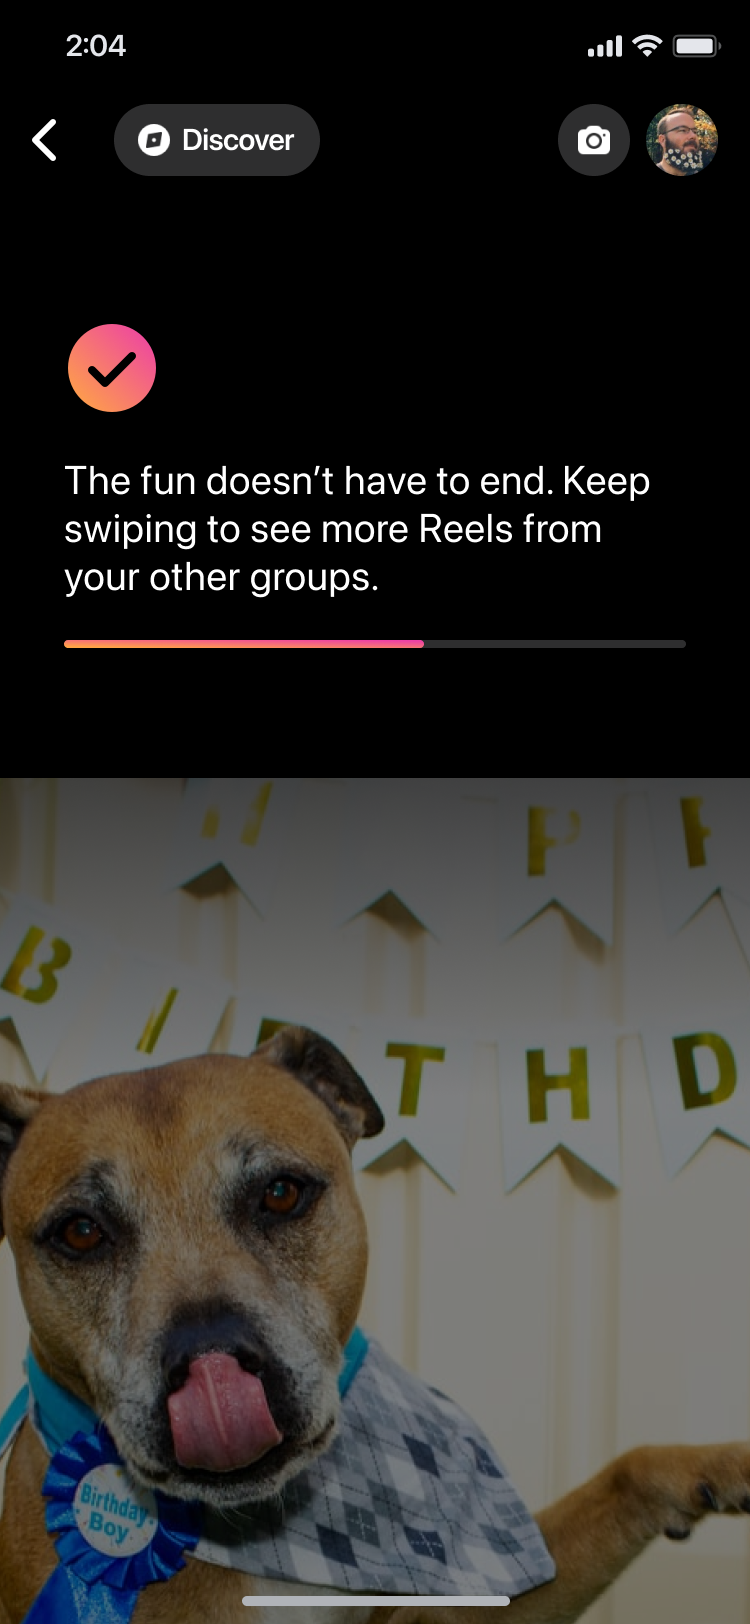 2:04
Discover
The fun doesn’t have to end. Keep
swiping to see more Reels from
your other groups.
P P
B I
T H D
Birthday
Boy